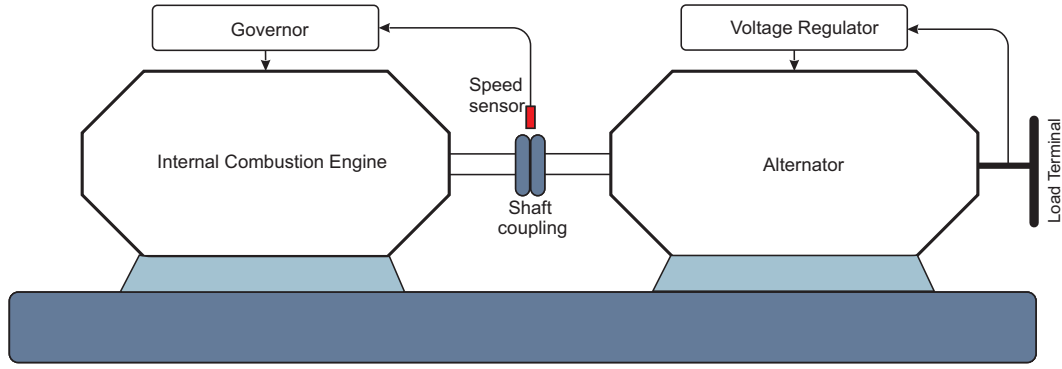 Governor
Voltage Regulator
Speed
sensor
Internal Combustion Engine
Alternator
Shaft
coupling
Load Terminal